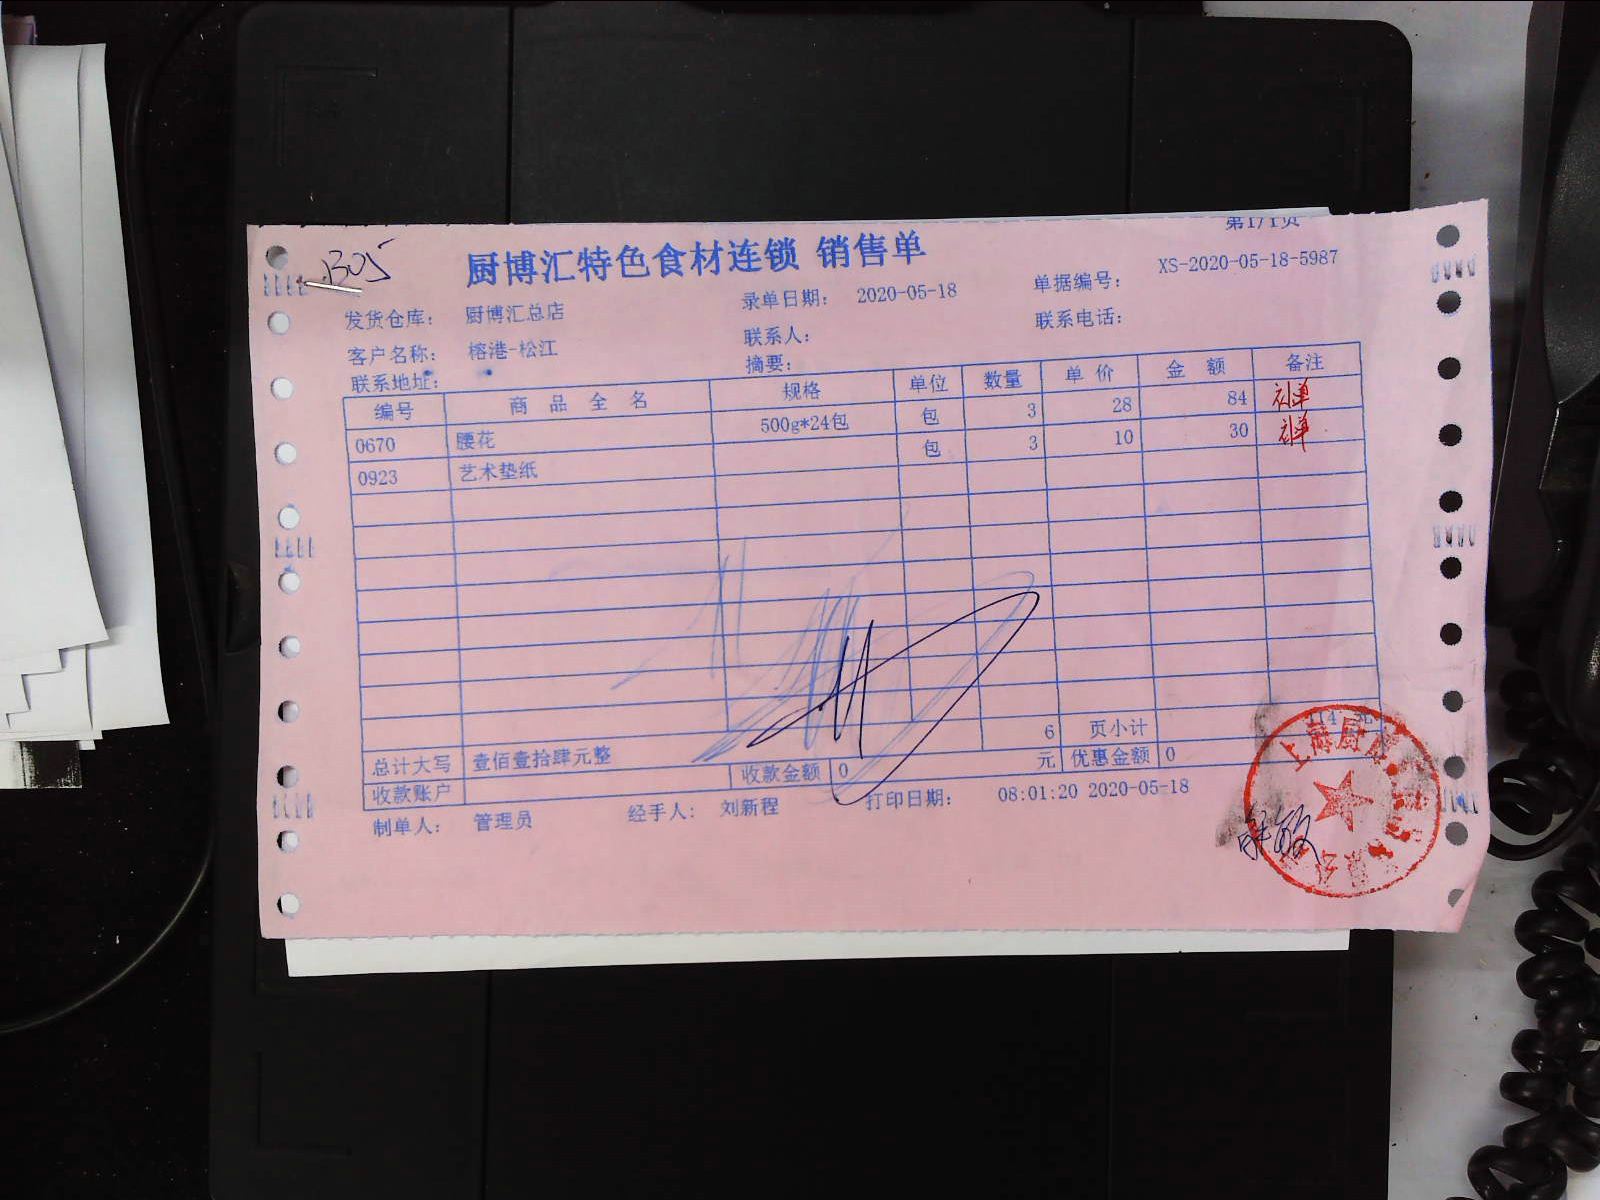 第1/1页
B05
厨博汇特色食材连锁 销售单
发货仓库： 厨博汇总店 录单日期： 2020-05-18 单据编号： XS-2020-05-18-5987
客户名称： 榕港-松江 联系人： 联系电话：
联系地址： 摘要：
编号 商品全名 规格 单位 数量 单价 金额 备注
0670 腰花 500g*24包 包 3 28 84 补单
0923 艺术垫纸 包 3 10 30 补单
6 页小计 114 元
总计大写 壹佰壹拾肆元整 收款金额 0 元 优惠金额 0
收款账户
制单人： 管理员 经手人： 刘新程 打印日期： 08:01:20 2020-05-18